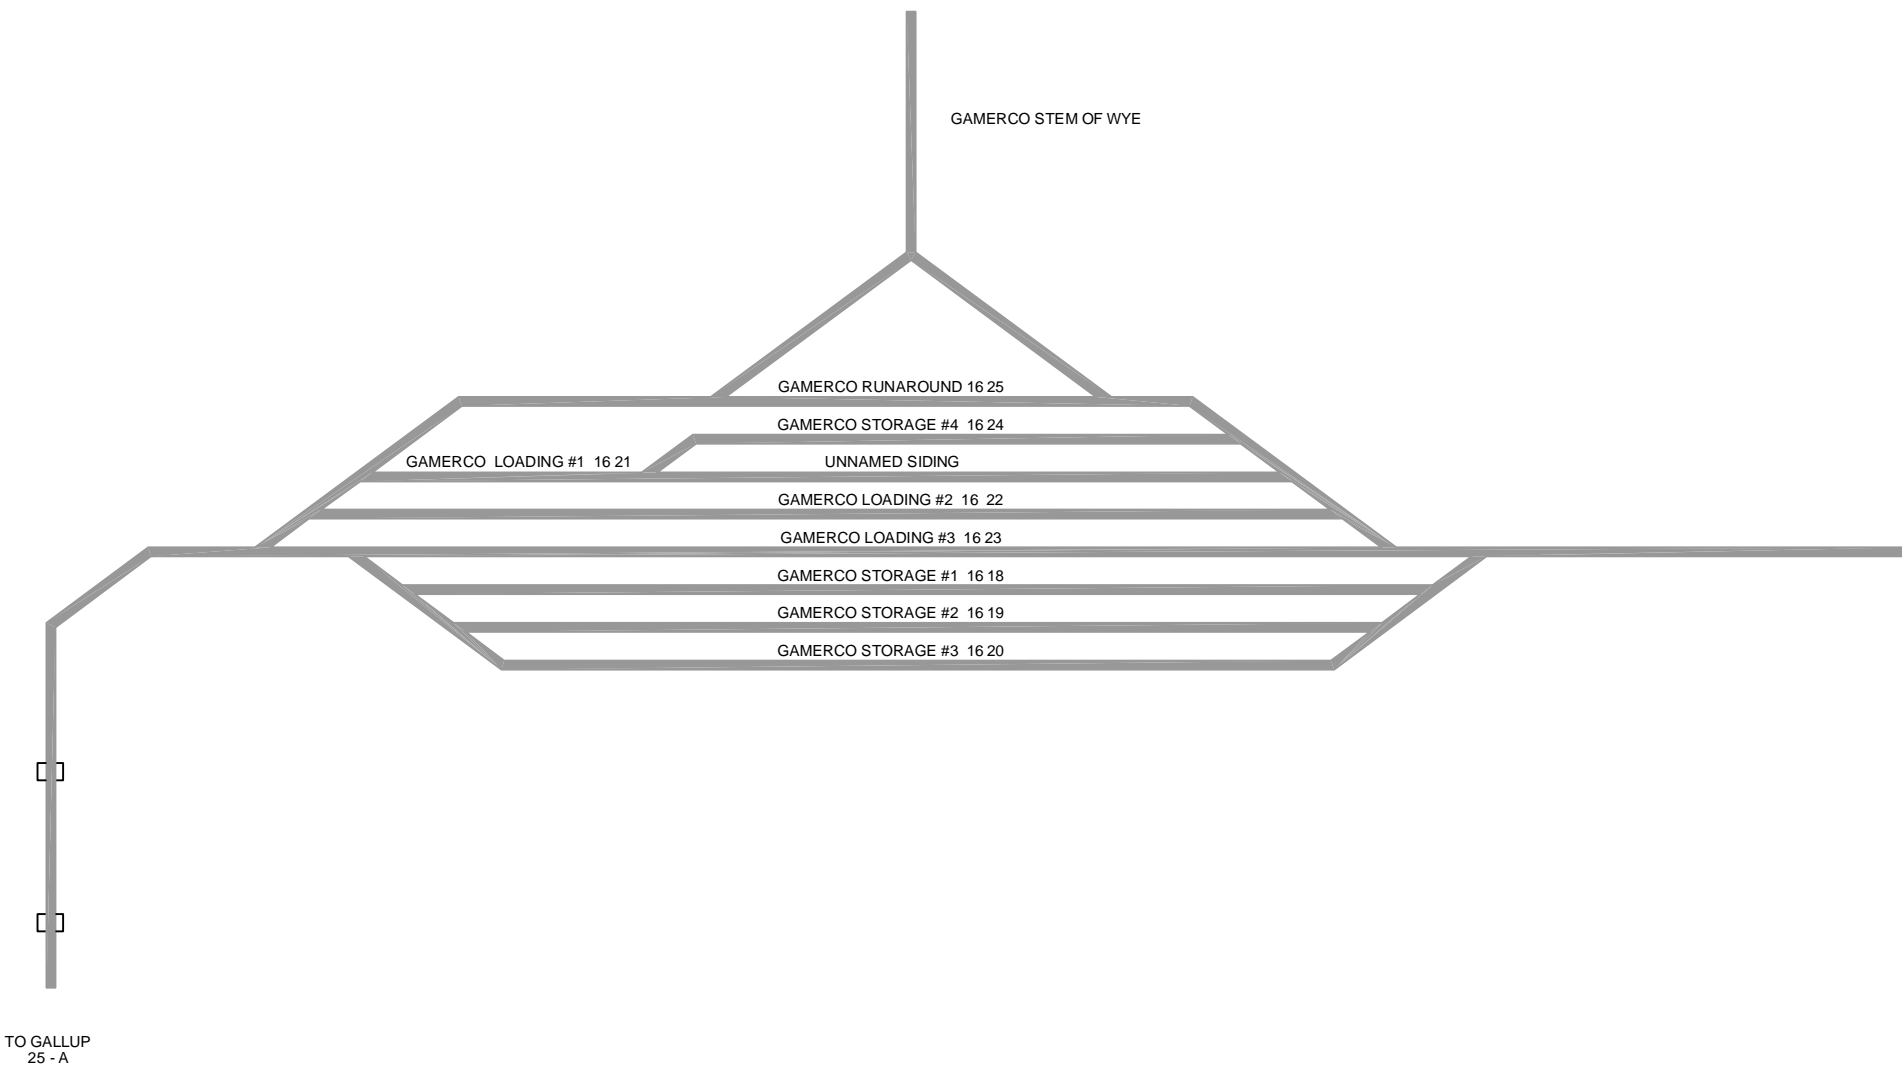 GAMERCO STEM OF WYE
GAMERCO RUNAROUND 16 25
GAMERCO STORAGE #4 16 24
GAMERCO LOADING #1 16 21
UNNAMED SIDING
GAMERCO LOADING #2 16 22
GAMERCO LOADING #3 16 23
GAMERCO STORAGE #1 16 18
GAMERCO STORAGE #2 16 19
GAMERCO STORAGE #3 16 20
TO GALLUP
25 - A